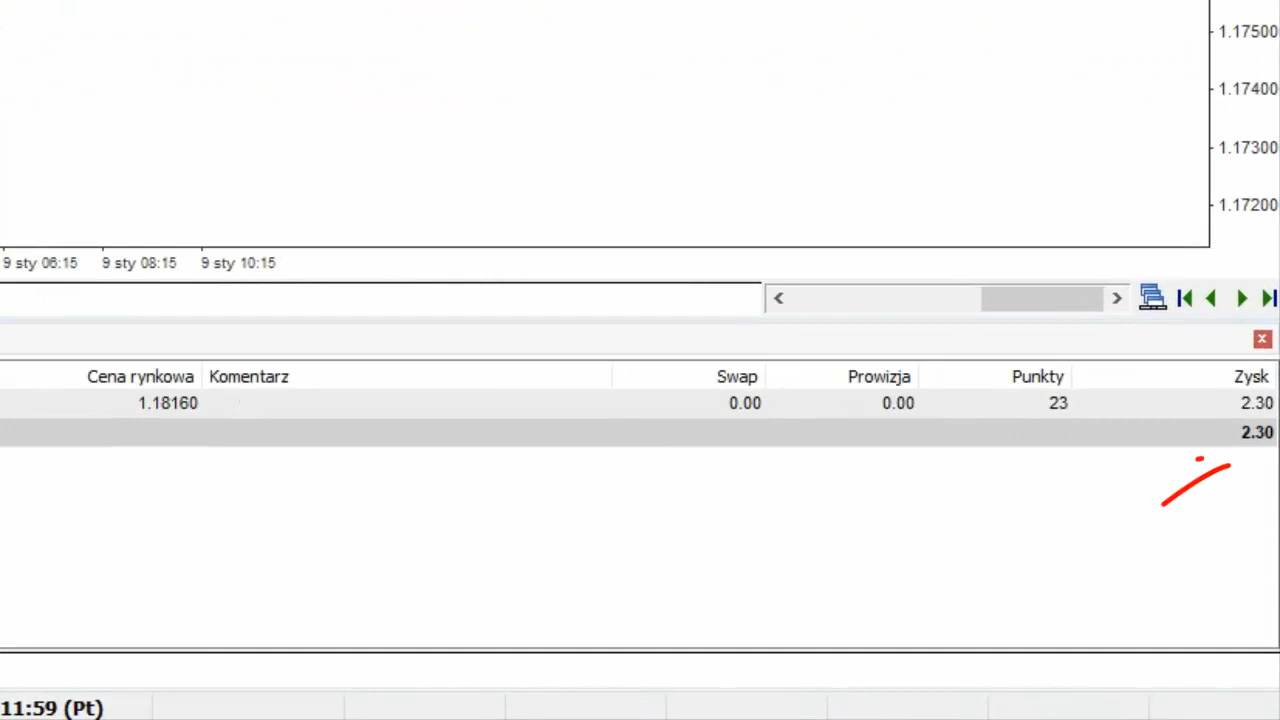 1.17500
1.17400
1.17300
1.17200
9 sty 06:15 9 sty 08:15 9 sty 10:15
Cena rynkowa Komentarz Swap Prowizja Punkty Zysk
1.18160 0.00 0.00 23 2.30
2.30
11:59 (Pt)